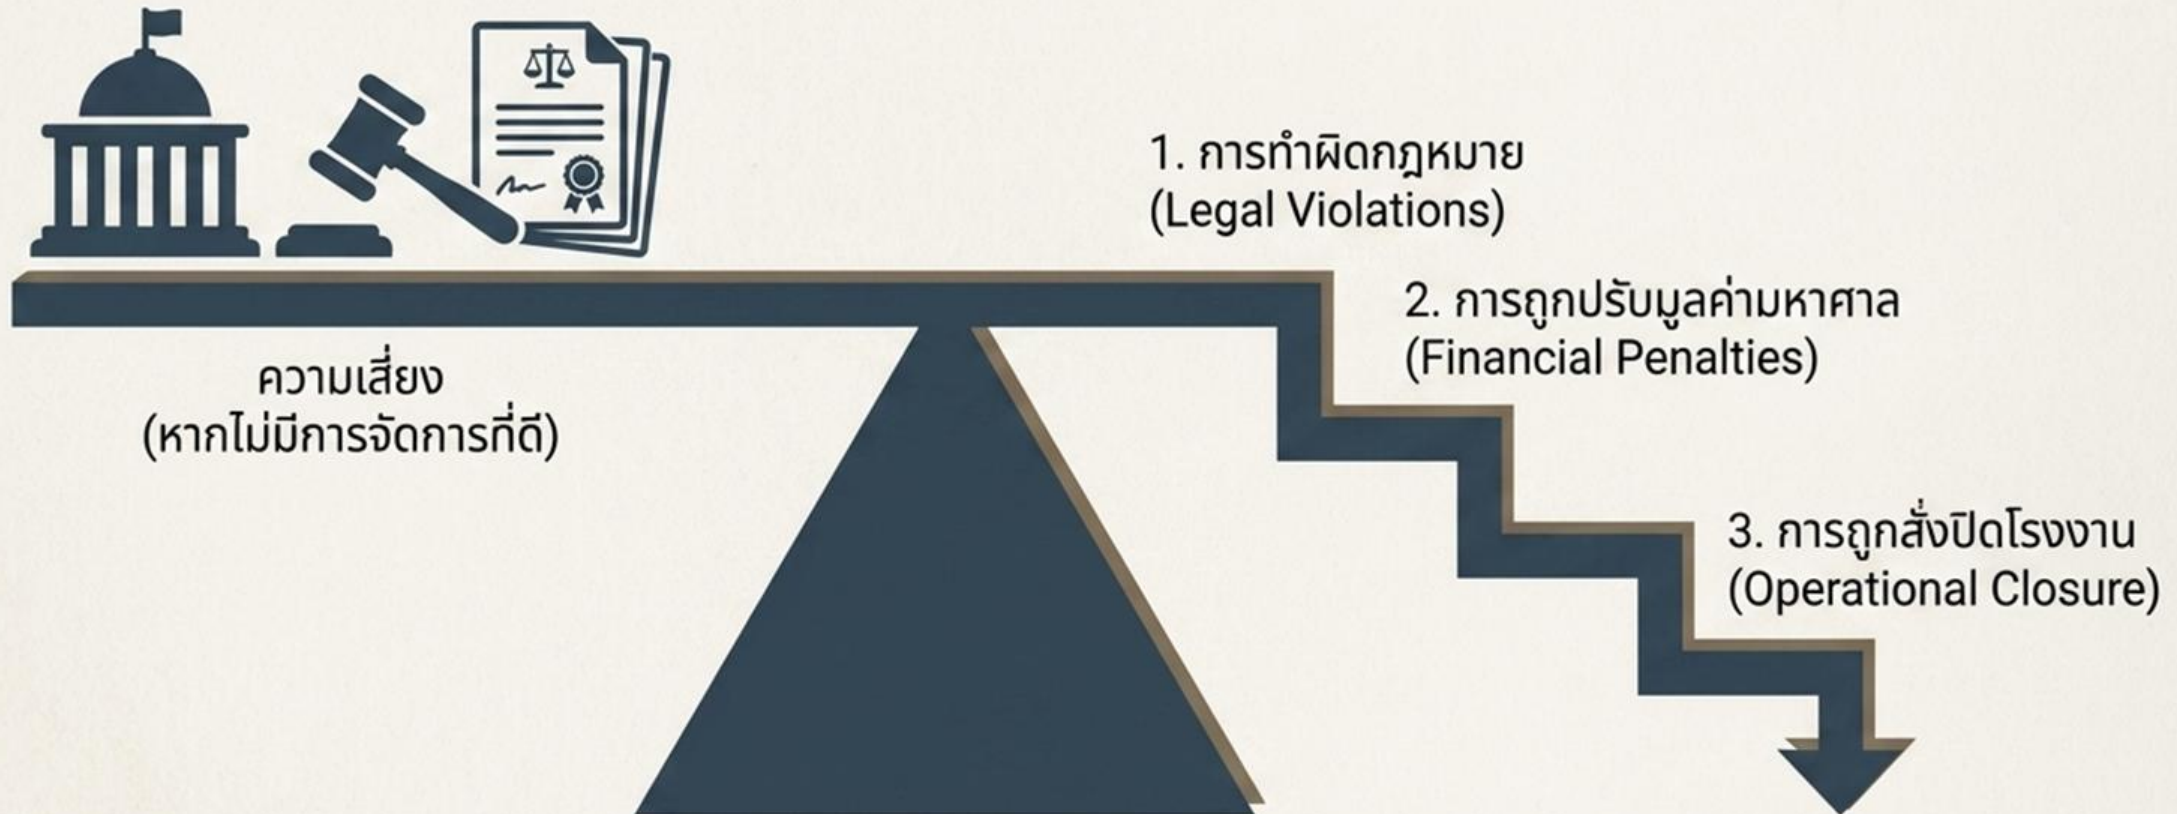 1. การทำผิดกฎหมาย
(Legal Violations)
2. การถูกปรับมูลค่ามหาศาล
(Financial Penalties)
ความเสี่ยง
(หากไม่มีการจัดการที่ดี)
3. การถูกสั่งปิดโรงงาน
(Operational Closure)